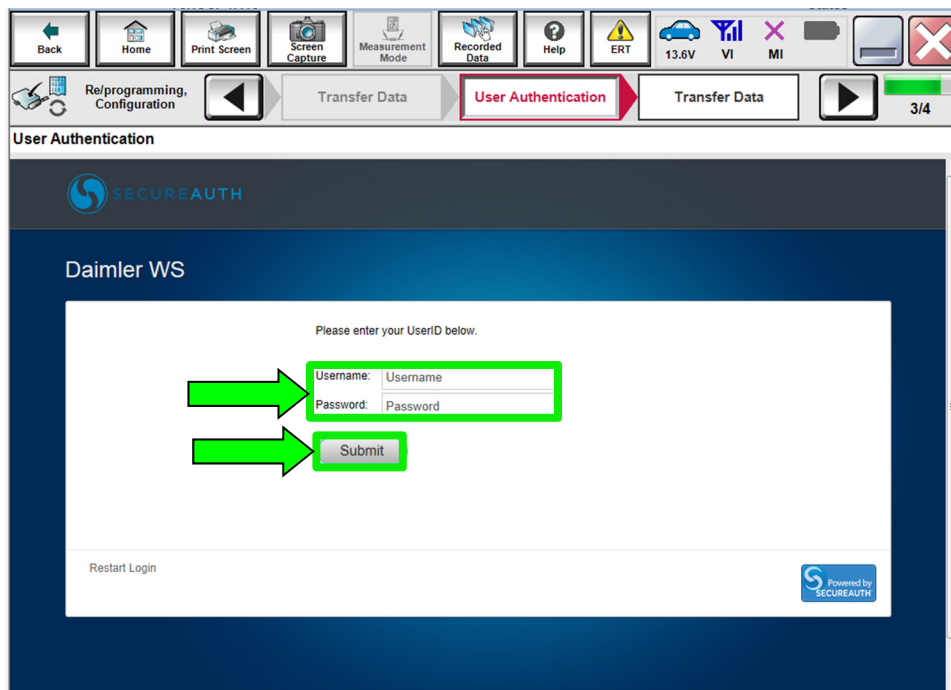 Back
Home
Print Screen
Screen
Capture
Measurement
Mode
Recorded
Data
Help
ERT
13.6V
VI
MI
Re/programming,
Configuration
Transfer Data
User Authentication
Transfer Data
3/4
User Authentication
SECUREAUTH
Daimler WS
Please enter your UserID below.
Username: Username
Password: Password
Submit
Restart Login
Powered by
SECUREAUTH